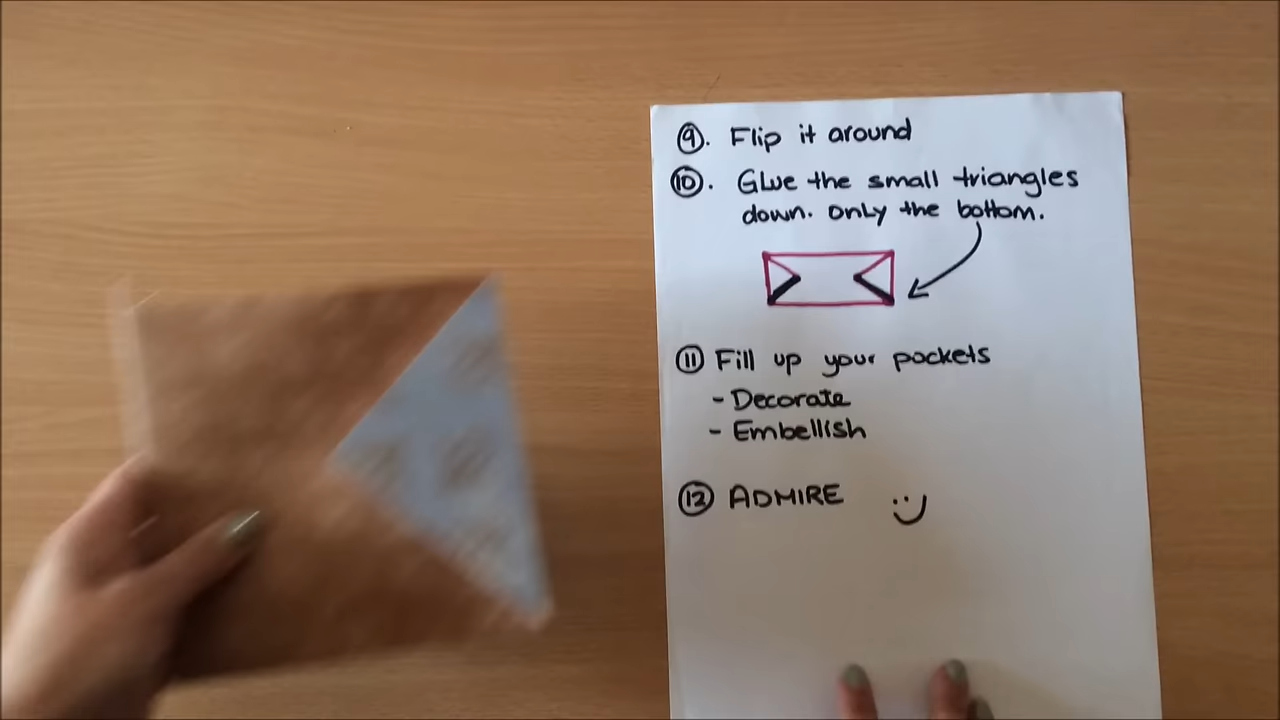 9. Flip it around
10. Glue the small triangles
down. only the bottom.
11 Fill up your pockets
- Decorate
- Embellish
12 ADMIRE :)